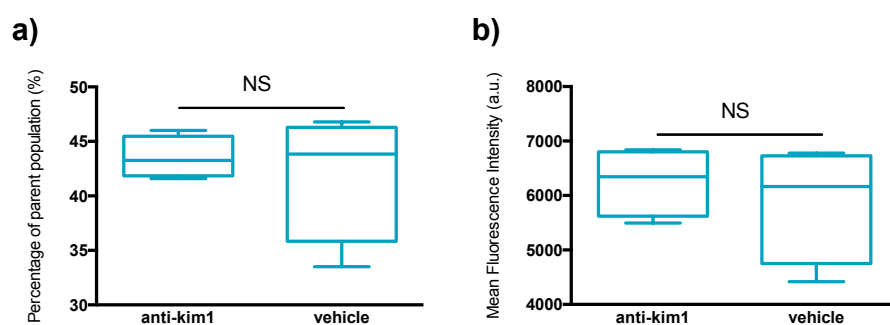 a)
Percentage of parent population (%)
50
45
40
35
30
NS
anti-kim1
vehicle
b)
Mean Fluorescence Intensity (a.u.)
8000
7000
6000
5000
4000
NS
anti-kim1
vehicle